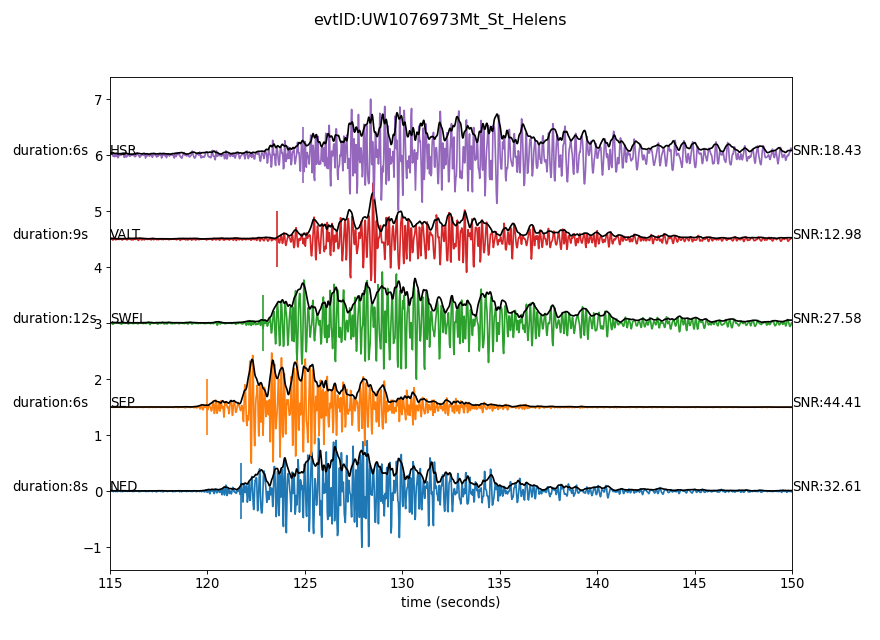 evtID:UW1076973Mt_St_Helens
7
duration:6s HSR SNR:18.43
6
5
duration:9s VALT SNR:12.98
4
duration:12s SWFL SNR:27.58
3
2
duration:6s SEP SNR:44.41
1
duration:8s NED SNR:32.61
0
−1
115 120 125 130 135 140 145 150
time (seconds)